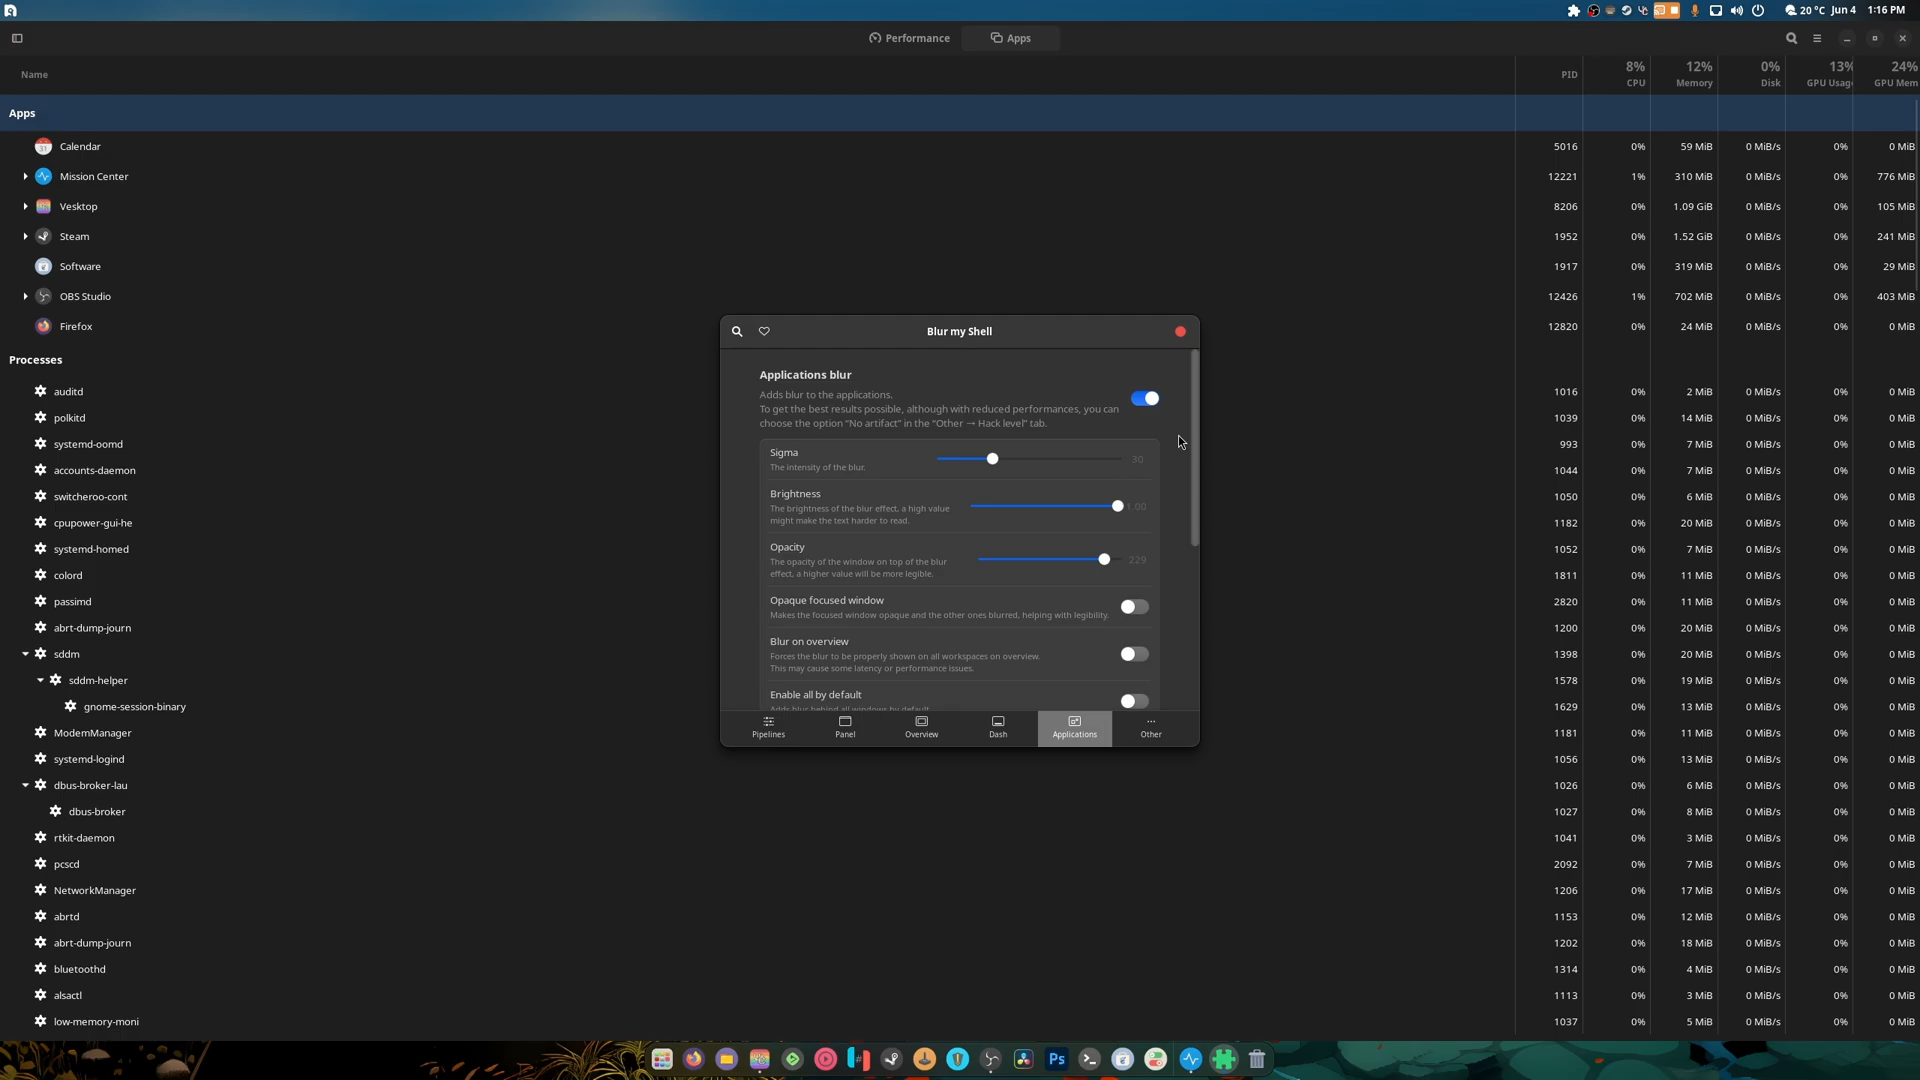 20 °C Jun 4 1:16 PM
Performance Apps
Name PID 8% CPU 12% Memory 0% Disk 13% GPU Usag 24% GPU Mem
Apps
Calendar 5016 0% 59 MiB 0 MiB/s 0% 0 MiB
Mission Center 12221 1% 310 MiB 0 MiB/s 0% 776 MiB
Vesktop 8206 0% 1.09 GiB 0 MiB/s 0% 105 MiB
Steam 1952 0% 1.52 GiB 0 MiB/s 0% 241 MiB
Software 1917 0% 319 MiB 0 MiB/s 0% 29 MiB
OBS Studio 12426 1% 702 MiB 0 MiB/s 0% 403 MiB
Firefox 12820 0% 24 MiB 0 MiB/s 0% 0 MiB
Processes
auditd 1016 0% 2 MiB 0 MiB/s 0% 0 MiB
polkitd 1039 0% 14 MiB 0 MiB/s 0% 0 MiB
systemd-oomd 993 0% 7 MiB 0 MiB/s 0% 0 MiB
accounts-daemon 1044 0% 7 MiB 0 MiB/s 0% 0 MiB
switcheroo-cont 1050 0% 6 MiB 0 MiB/s 0% 0 MiB
cpupower-gui-he 1182 0% 20 MiB 0 MiB/s 0% 0 MiB
systemd-homed 1052 0% 7 MiB 0 MiB/s 0% 0 MiB
colord 1811 0% 11 MiB 0 MiB/s 0% 0 MiB
passimd 2820 0% 11 MiB 0 MiB/s 0% 0 MiB
abrt-dump-journ 1200 0% 20 MiB 0 MiB/s 0% 0 MiB
sddm 1398 0% 20 MiB 0 MiB/s 0% 0 MiB
sddm-helper 1578 0% 19 MiB 0 MiB/s 0% 0 MiB
gnome-session-binary 1629 0% 13 MiB 0 MiB/s 0% 0 MiB
ModemManager 1181 0% 11 MiB 0 MiB/s 0% 0 MiB
systemd-logind 1056 0% 13 MiB 0 MiB/s 0% 0 MiB
dbus-broker-lau 1026 0% 6 MiB 0 MiB/s 0% 0 MiB
dbus-broker 1027 0% 8 MiB 0 MiB/s 0% 0 MiB
rtkit-daemon 1041 0% 3 MiB 0 MiB/s 0% 0 MiB
pcscd 2092 0% 7 MiB 0 MiB/s 0% 0 MiB
NetworkManager 1206 0% 17 MiB 0 MiB/s 0% 0 MiB
abrtd 1153 0% 12 MiB 0 MiB/s 0% 0 MiB
abrt-dump-journ 1202 0% 18 MiB 0 MiB/s 0% 0 MiB
bluetoothd 1314 0% 4 MiB 0 MiB/s 0% 0 MiB
alsactl 1113 0% 3 MiB 0 MiB/s 0% 0 MiB
low-memory-moni 1037 0% 5 MiB 0 MiB/s 0% 0 MiB
Blur my Shell
Applications blur
Adds blur to the applications.
To get the best results possible, although with reduced performances, you can
choose the option "No artifact" in the "Other → Hack level" tab.
Sigma
The intensity of the blur.
30
Brightness
The brightness of the blur effect, a high value
might make the text harder to read.
1.00
Opacity
The opacity of the window on top of the blur
effect, a higher value will be more legible.
229
Opaque focused window
Makes the focused window opaque and the other ones blurred, helping with legibility.
Blur on overview
Forces the blur to be properly shown on all workspaces on overview.
This may cause some latency or performance issues.
Enable all by default
Adds blur behind all windows by default.
Pipelines Panel Overview Dash Applications Other
Ps